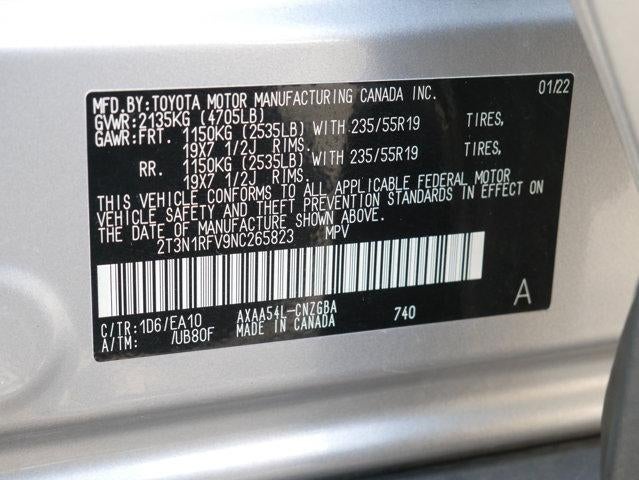 MFD. BY:TOYOTA MOTOR MANUFACTURING CANADA INC. 01/22
GVWR: 2135KG (4705LB)
GAWR:FRT. 1150KG (2535LB) WITH 235/55R19 TIRES,
19X7 1/2J RIMS.
RR. 1150KG (2535LB) WITH 235/55R19 TIRES,
19X7 1/2J RIMS.
THIS VEHICLE CONFORMS TO ALL APPLICABLE FEDERAL MOTOR
VEHICLE SAFETY AND THEFT PREVENTION STANDARDS IN EFFECT ON
THE DATE OF MANUFACTURE SHOWN ABOVE.
2T3N1RFV9NC265823 MPV
C/TR:1D6/EA10 AXAA54L-CNZGBA 740 A
A/TM: /UB80F MADE IN CANADA